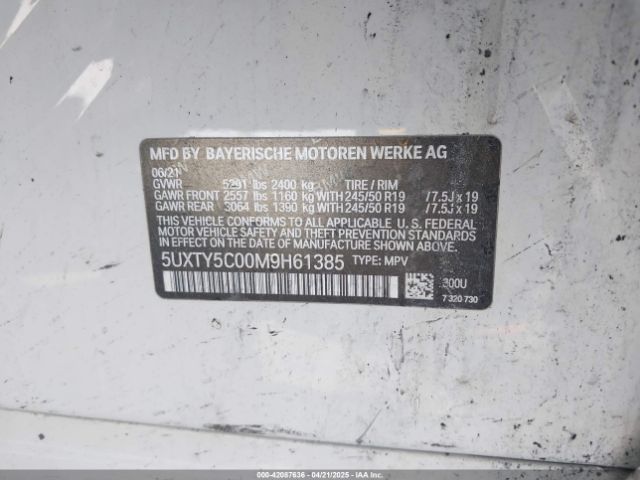 MFD BY BAYERISCHE MOTOREN WERKE AG
06/21
GVWR 5291 lbs 2400 kg TIRE / RIM
GAWR FRONT 2557 lbs 1160 kg WITH 245/50 R19 /7.5J x 19
GAWR REAR 3064 lbs 1390 kg WITH 245/50 R19 /7.5J x 19
THIS VEHICLE CONFORMS TO ALL APPLICABLE U. S. FEDERAL
MOTOR VEHICLE SAFETY, BUMPER, AND THEFT PREVENTION
STANDARDS IN EFFECT ON THE DATE OF MANUFACTURE SHOWN ABOVE.
5UXTY5C00M9H61385 TYPE: MPV
300U
7 320 730
000-42087636 - 04/21/2025 - IAAI.COM